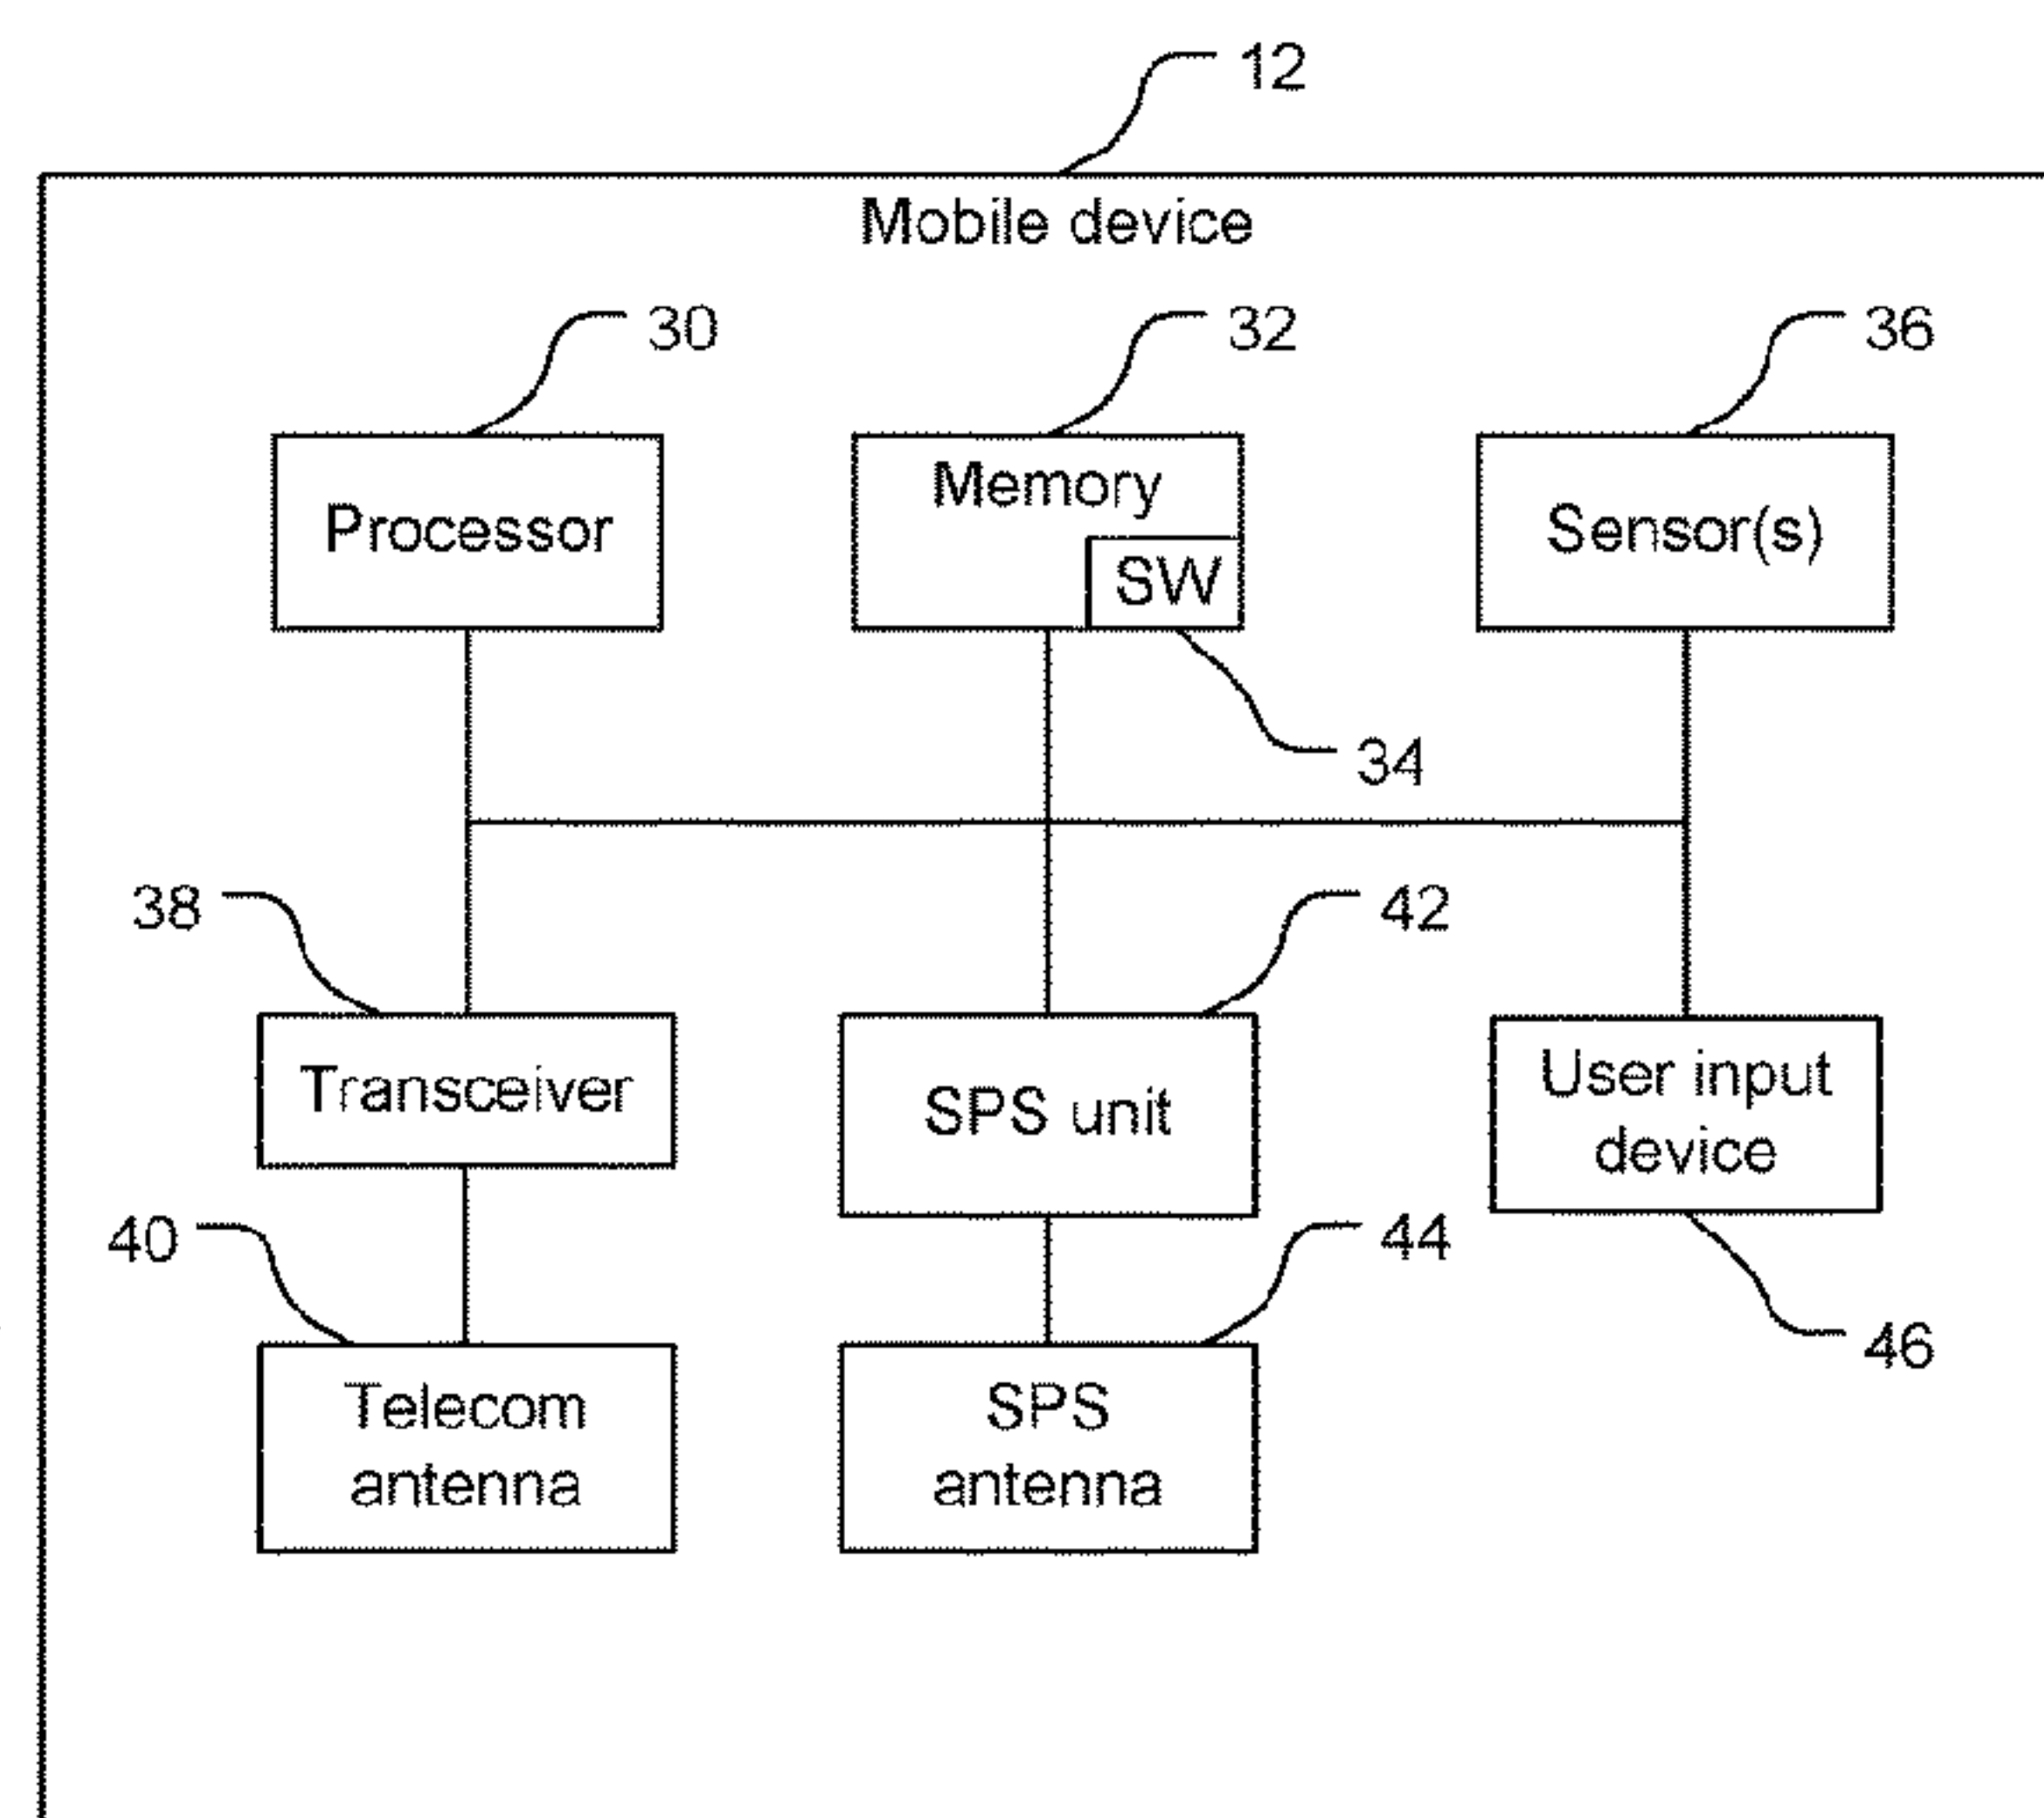 12
Mobile device
30
32
36
Processor
Memory
Sensor(s)
SW
34
38
42
Transceiver
SPS unit
User input
device
40
44
46
Telecom
antenna
SPS
antenna